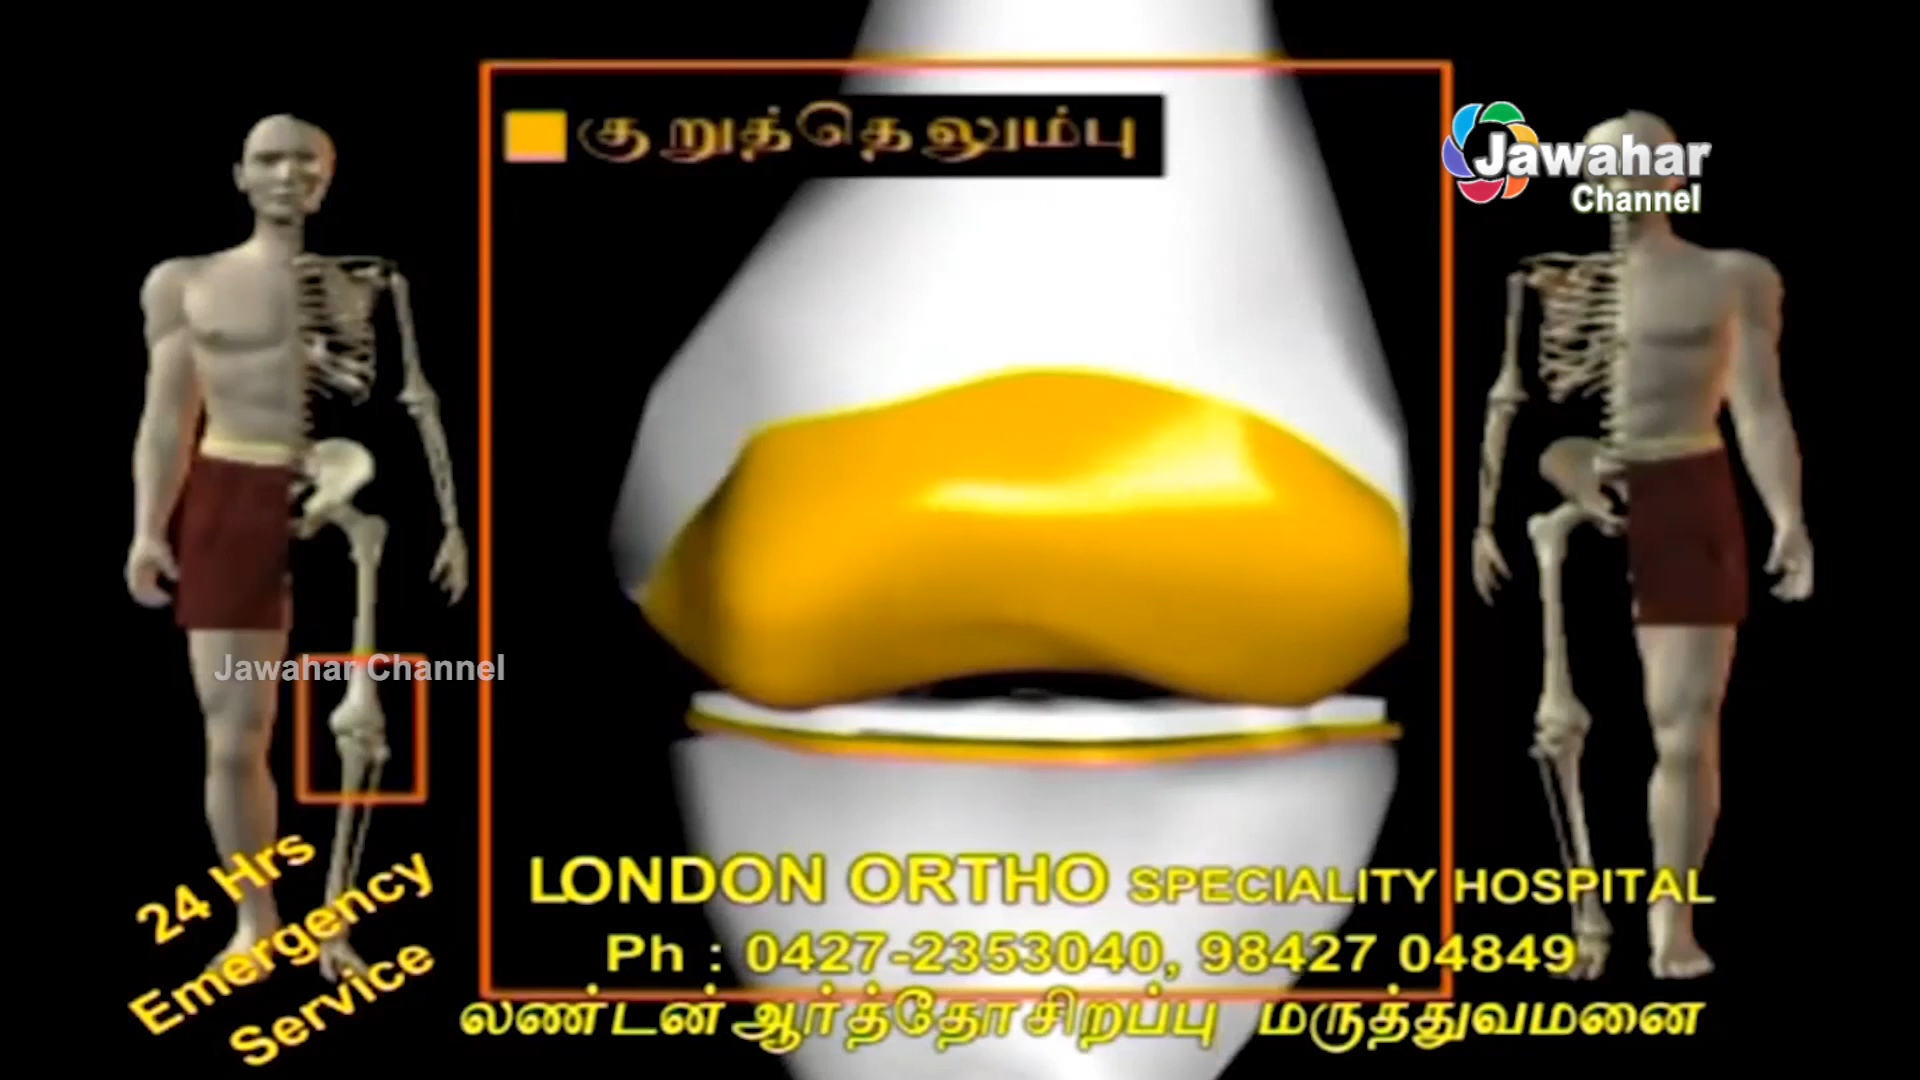 குறுத்தெலும்பு
Jawahar
Channel
Jawahar Channel
24 Hrs
Emergency
Service
LONDON ORTHO SPECIALITY HOSPITAL
Ph : 0427-2353040, 98427 04849
லண்டன் ஆர்த்தோ சிறப்பு மருத்துவமனை